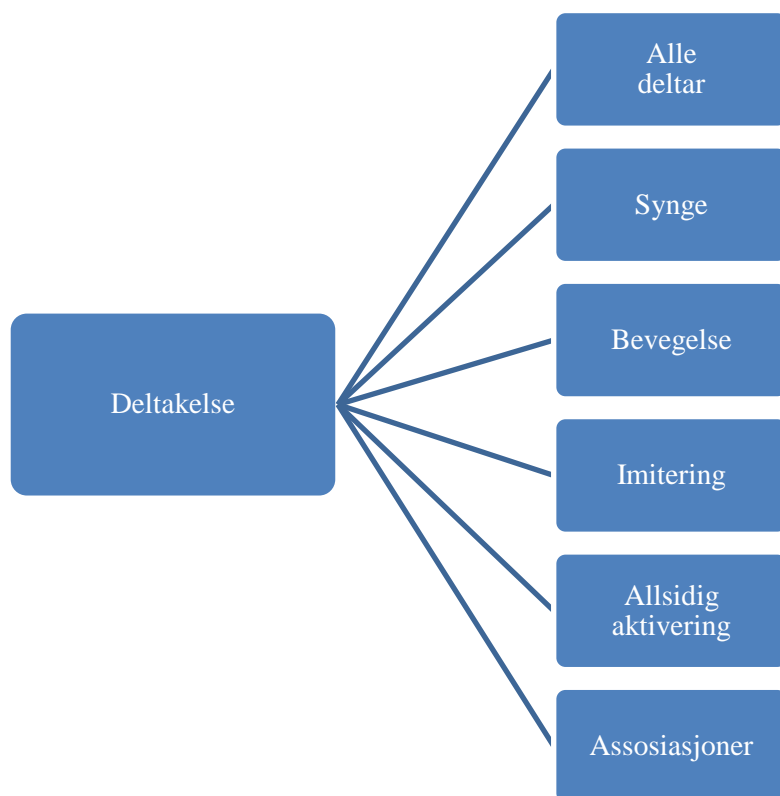 Deltakelse
Alle
deltar
Synge
Bevegelse
Imitering
Allsidig
aktivering
Assosiasjoner